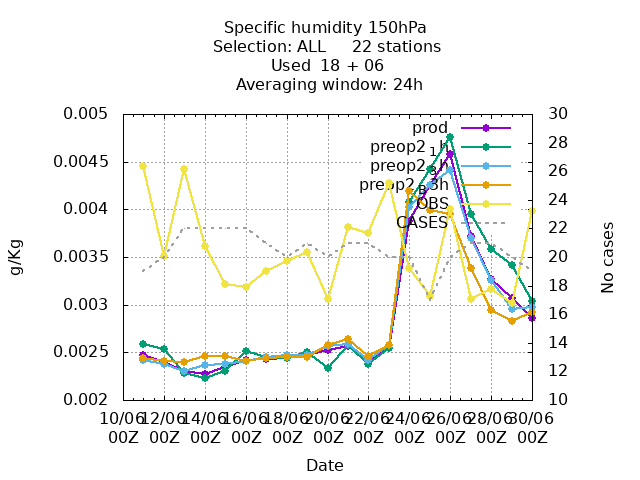 Specific humidity 150hPa
Selection: ALL 22 stations
Used 18 + 06
Averaging window: 24h
0.005
0.0045
0.004
0.0035
0.003
0.0025
0.002
g/Kg
30
28
26
24
22
20
18
16
14
12
10
No cases
prod
preop2_1h
preop2_3h
preop2_B3h
OBS
CASES
10/06 12/06 14/06 16/06 18/06 20/06 22/06 24/06 26/06 28/06 30/06
00Z 00Z 00Z 00Z 00Z 00Z 00Z 00Z 00Z 00Z 00Z
Date